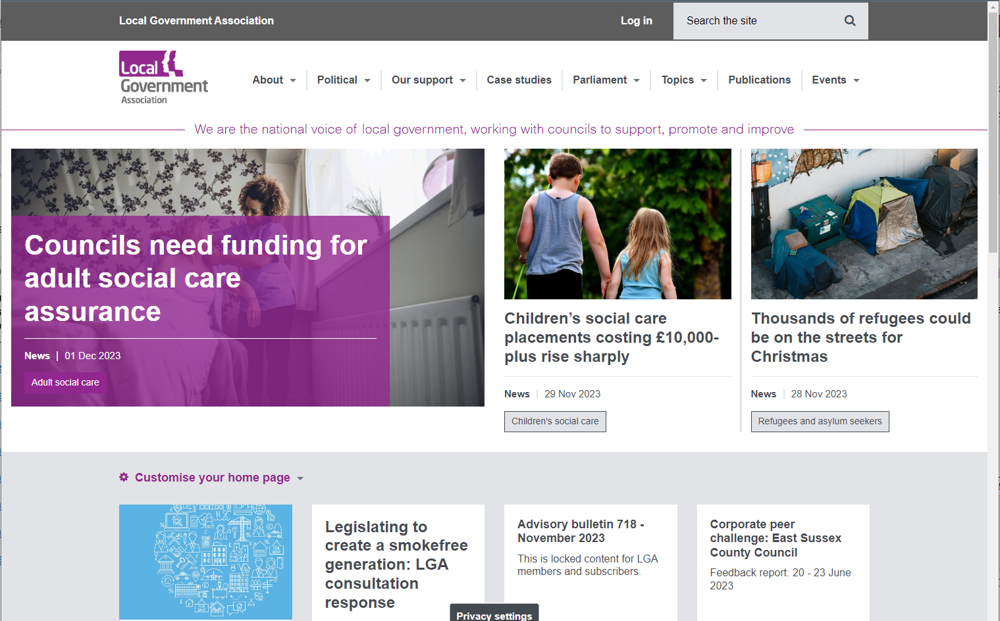 Local Government Association
Log in
Search the site
Local
Government
Association
About
Political
Our support
Case studies
Parliament
Topics
Publications
Events
We are the national voice of local government, working with councils to support, promote and improve
Councils need funding for
adult social care
assurance
News | 01 Dec 2023
Adult social care
Children’s social care
placements costing £10,000-
plus rise sharply
News | 29 Nov 2023
Children's social care
Thousands of refugees could
be on the streets for
Christmas
News | 28 Nov 2023
Refugees and asylum seekers
Customise your home page
FOR
RENT
Legislating to
create a smokefree
generation: LGA
consultation
response
Advisory bulletin 718 -
November 2023
This is locked content for LGA
members and subscribers.
Corporate peer
challenge: East Sussex
County Council
Feedback report: 20 - 23 June
2023
Privacy settings